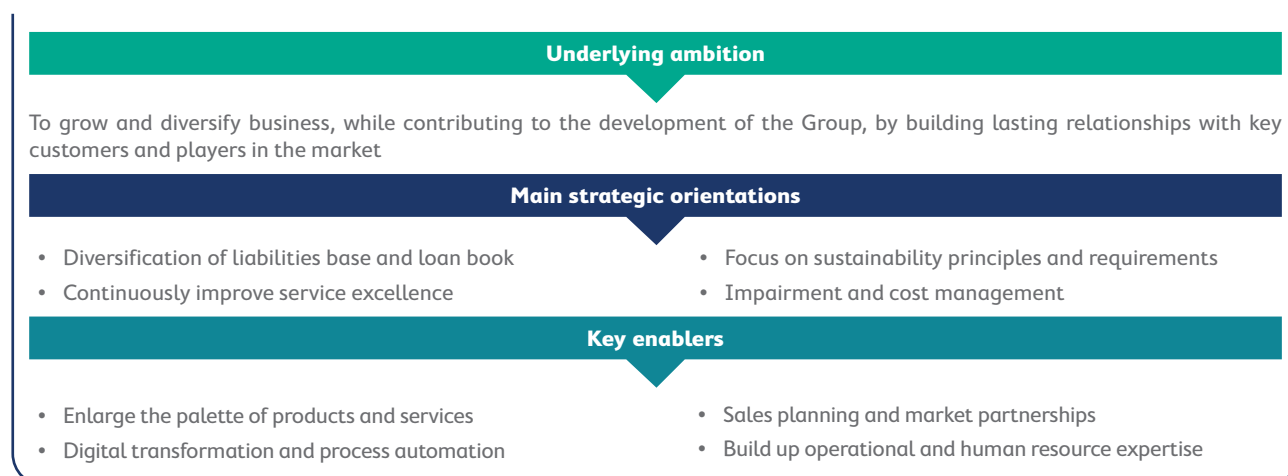 Underlying ambition
To grow and diversify business, while contributing to the development of the Group, by building lasting relationships with key
customers and players in the market
Main strategic orientations
• Diversification of liabilities base and loan book
• Continuously improve service excellence
• Focus on sustainability principles and requirements
• Impairment and cost management
Key enablers
• Enlarge the palette of products and services
• Digital transformation and process automation
• Sales planning and market partnerships
• Build up operational and human resource expertise